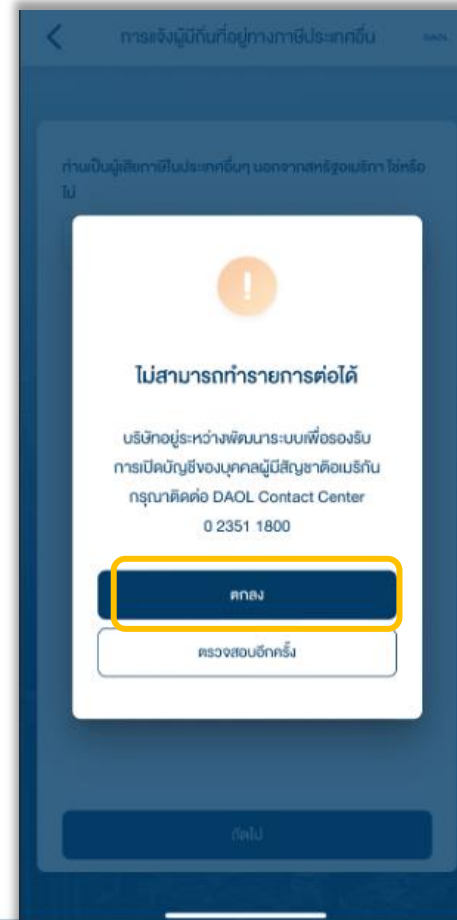 การแจ้งผู้มีถิ่นที่อยู่ทางภาษีประเทศอื่น
ท่านเป็นผู้เสียภาษีในประเทศอื่นๆ นอกจากสหรัฐอเมริกา ใช่หรือ
ไม่
!
ไม่สามารถทำรายการต่อได้
บริษัทอยู่ระหว่างพัฒนาระบบเพื่อรองรับ
การเปิดบัญชีของบุคคลผู้มีสัญชาติอเมริกัน
กรุณาติดต่อ DAOL Contact Center
0 2351 1800
ตกลง
ตรวจสอบอีกครั้ง
ถัดไป